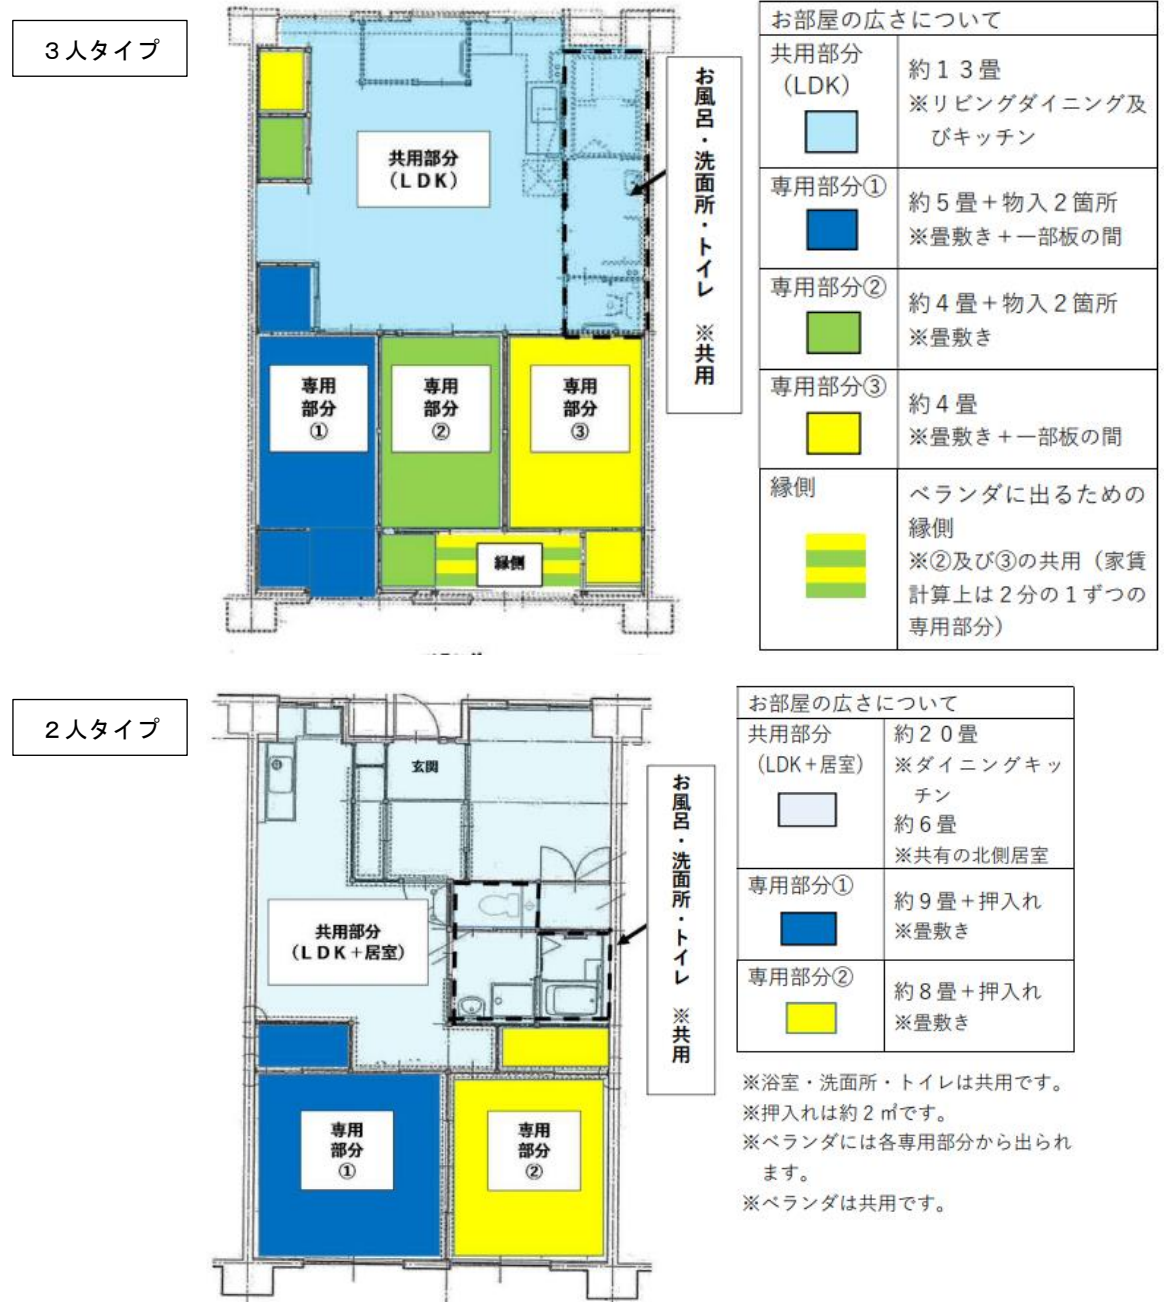 ３人タイプ
共用部分
（ＬＤＫ）
お風呂・洗面所・トイレ　※共用
専用
部分
①
専用
部分
②
専用
部分
③
縁側
お部屋の広さについて
共用部分
（LDK）
約１３畳
※リビングダイニング及
びキッチン
専用部分①
約５畳＋物入２箇所
※畳敷き＋一部板の間
専用部分②
約４畳＋物入２箇所
※畳敷き
専用部分③
約４畳
※畳敷き＋一部板の間
縁側
ベランダに出るための
縁側
※②及び③の共用（家賃
計算上は２分の１ずつの
専用部分）
２人タイプ
玄関
共用部分
（ＬＤＫ＋居室）
お風呂・洗面所・トイレ　※共用
専用
部分
①
専用
部分
②
お部屋の広さについて
共用部分
（LDK＋居室）
約２０畳
※ダイニングキッ
チン
約６畳
※共有の北側居室
専用部分①
約９畳＋押入れ
※畳敷き
専用部分②
約８畳＋押入れ
※畳敷き
※浴室・洗面所・トイレは共用です。
※押入れは約２㎡です。
※ベランダには各専用部分から出られ
ます。
※ベランダは共用です。